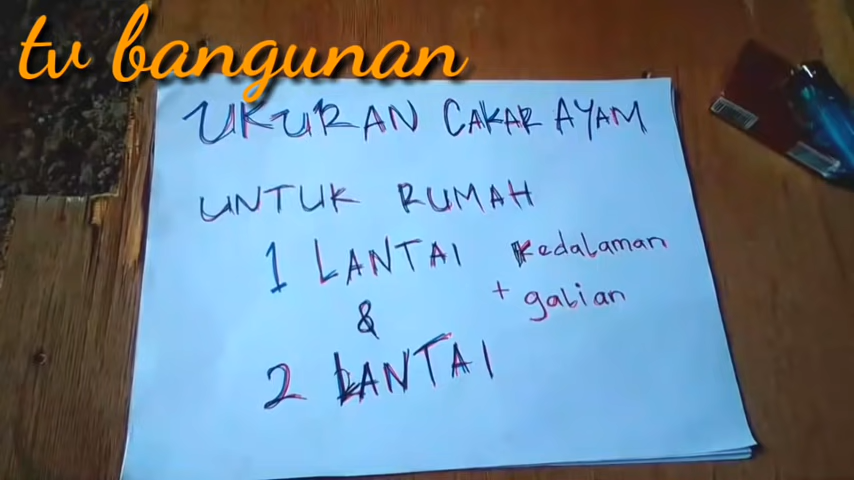 tv bangunan
UKURAN CAKAR AYAM
UNTUK RUMAH
1 LANTAI kedalaman
+ galian
&
2 LANTAI